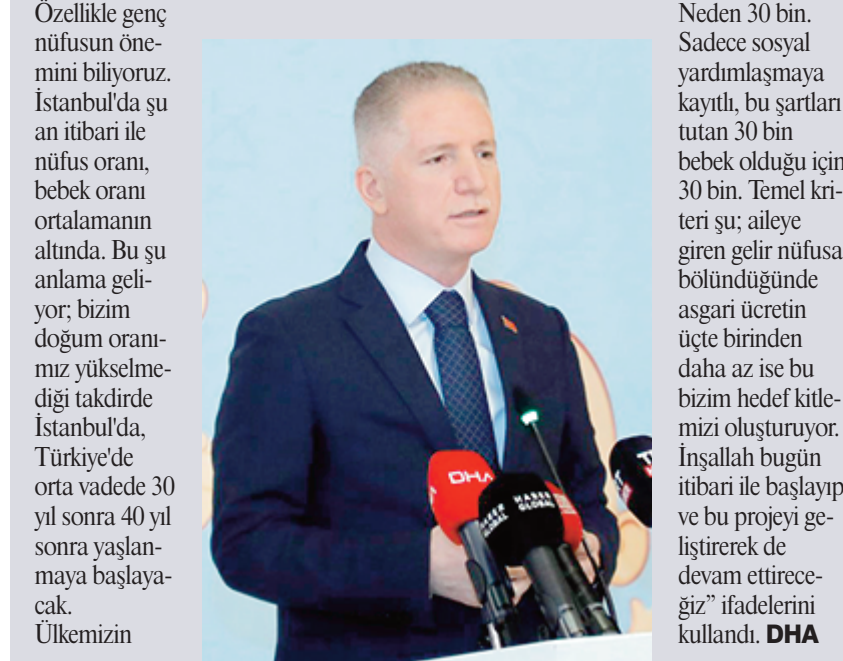 Özellikle genç
nüfusun öne-
mini biliyoruz.
İstanbul'da şu
an itibari ile
nüfus oranı,
bebek oranı
ortalamanın
altında. Bu şu
anlama geli-
yor; bizim
doğum oranı-
mız yükselme-
diği takdirde
İstanbul'da,
Türkiye'de
orta vadede 30
yıl sonra 40 yıl
sonra yaşlan-
maya başlaya-
cak.
Ülkemizin
DHA
HABER
GLOBAL
HABER
GLOBAL
Neden 30 bin.
Sadece sosyal
yardımlaşmaya
kayıtlı, bu şartları
tutan 30 bin
bebek olduğu için
30 bin. Temel kri-
teri şu; aileye
giren gelir nüfusa
bölündüğünde
asgari ücretin
üçte birinden
daha az ise bu
bizim hedef kitle-
mizi oluşturuyor.
İnşallah bugün
itibari ile başlayıp
ve bu projeyi ge-
liştirerek de
devam ettirece-
ğiz” ifadelerini
kullandı. DHA